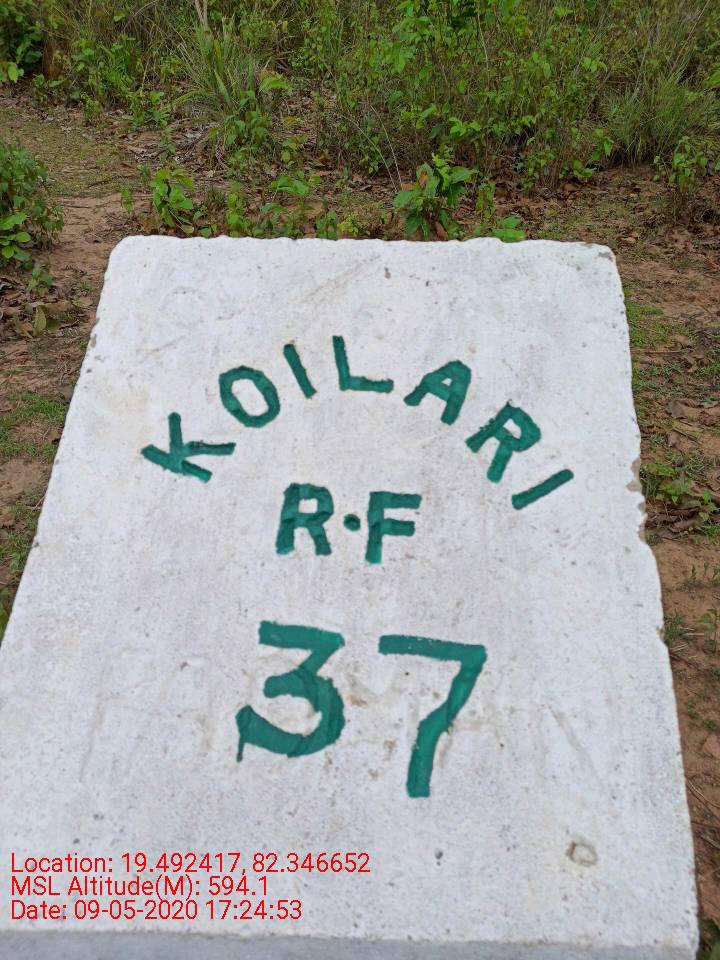 KOILARI
R·F
37
Location: 19.492417, 82.346652
MSL Altitude(M): 594.1
Date: 09-05-2020 17:24:53